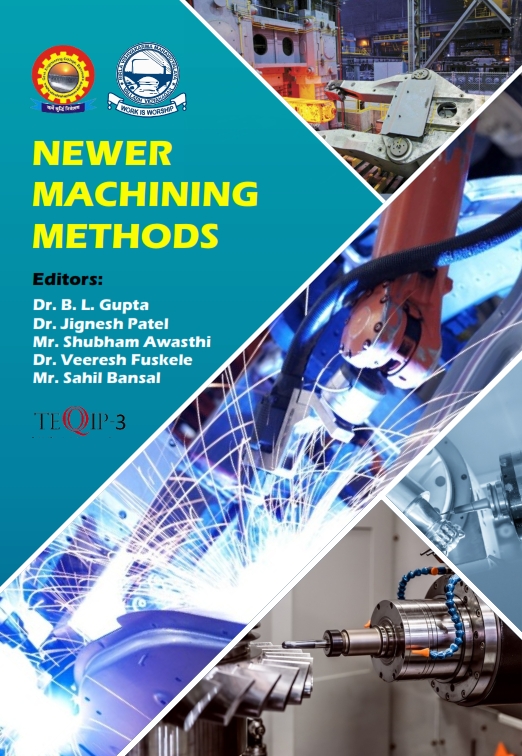 WORK IS WORSHIP
NEWER
MACHINING
METHODS
Editors:
Dr. B. L. Gupta
Dr. Jignesh Patel
Mr. Shubham Awasthi
Dr. Veeresh Fuskele
Mr. Sahil Bansal
TEQIP-3